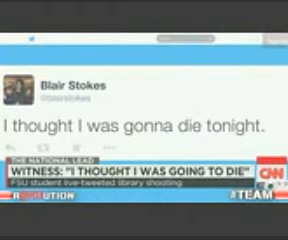 Blair Stokes
@blairstokes
I thought I was gonna die tonight.
THE NATIONAL LEAD
WITNESS: "I THOUGHT I WAS GOING TO DIE"
FSU student live-tweeted library shooting
CNN
#TEAM